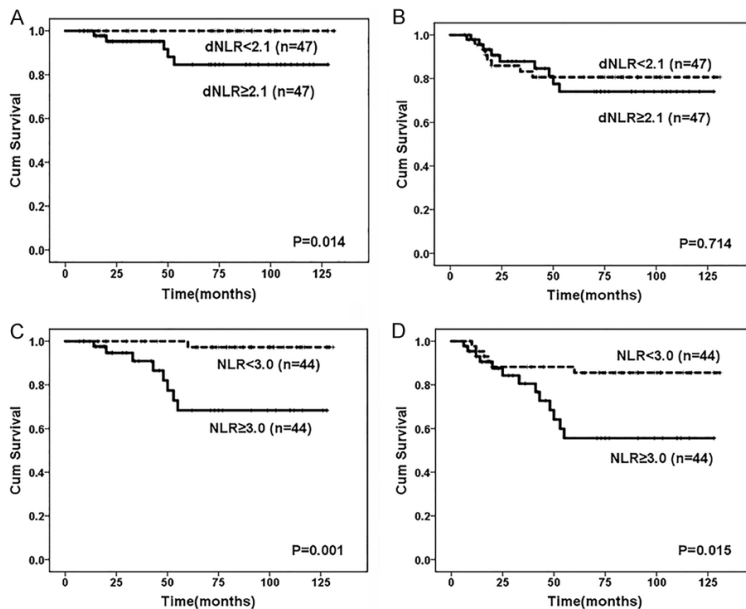 A
Cum Survival
1.0
0.8
0.6
0.4
0.2
0.0
dNLR<2.1 (n=47)
dNLR≥2.1 (n=47)
P=0.014
0 25 50 75 100 125
Time(months)
B
Cum Survival
1.0
0.8
0.6
0.4
0.2
0.0
dNLR<2.1 (n=47)
dNLR≥2.1 (n=47)
P=0.714
0 25 50 75 100 125
Time(months)
C
Cum Survival
1.0
0.8
0.6
0.4
0.2
0.0
NLR<3.0 (n=44)
NLR≥3.0 (n=44)
P=0.001
0 25 50 75 100 125
Time(months)
D
Cum Survival
1.0
0.8
0.6
0.4
0.2
0.0
NLR<3.0 (n=44)
NLR≥3.0 (n=44)
P=0.015
0 25 50 75 100 125
Time(months)